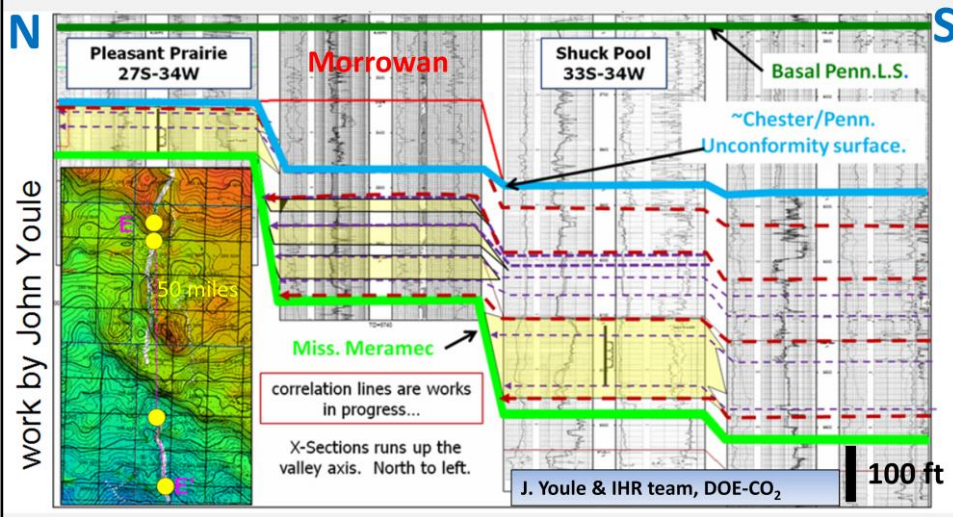 N
S
Pleasant Prairie
27S-34W
Morrowan
Shuck Pool
33S-34W
Basal Penn.L.S.
~Chester/Penn.
Unconformity surface.
work by John Youle
E
50 miles
E'
Miss. Meramec
correlation lines are works
in progress...
X-Sections runs up the
valley axis. North to left.
J. Youle & IHR team, DOE-CO₂
100 ft